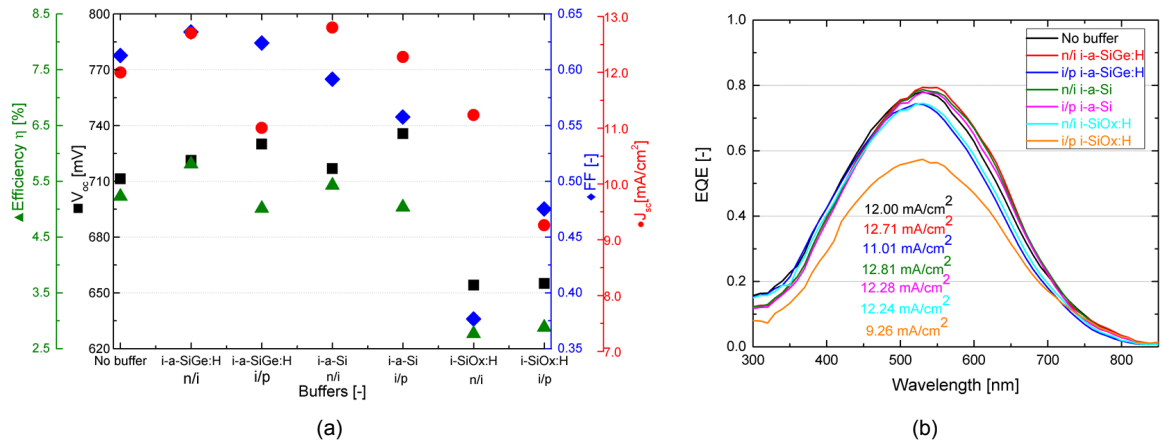 8.5
7.5
6.5
5.5
4.5
3.5
2.5
▲Efficiency η [%]
800
770
740
710
680
650
620
■V_oc [mV]
0.65
0.60
0.55
0.50
0.45
0.40
0.35
◆FF [-]
13.0
12.0
11.0
10.0
9.0
8.0
7.0
●J_sc[mA/cm²]
No buffer i-a-SiGe:H i-a-SiGe:H i-a-Si i-a-Si i-SiOx:H i-SiOx:H
n/i i/p n/i i/p n/i i/p
Buffers [-]
(a)
1.0
0.8
0.6
0.4
0.2
0.0
EQE [-]
No buffer
n/i i-a-SiGe:H
i/p i-a-SiGe:H
n/i i-a-Si
i/p i-a-Si
n/i i-SiOx:H
i/p i-SiOx:H
12.00 mA/cm²
12.71 mA/cm²
11.01 mA/cm²
12.81 mA/cm²
12.28 mA/cm²
12.24 mA/cm²
9.26 mA/cm²
300 400 500 600 700 800
Wavelength [nm]
(b)